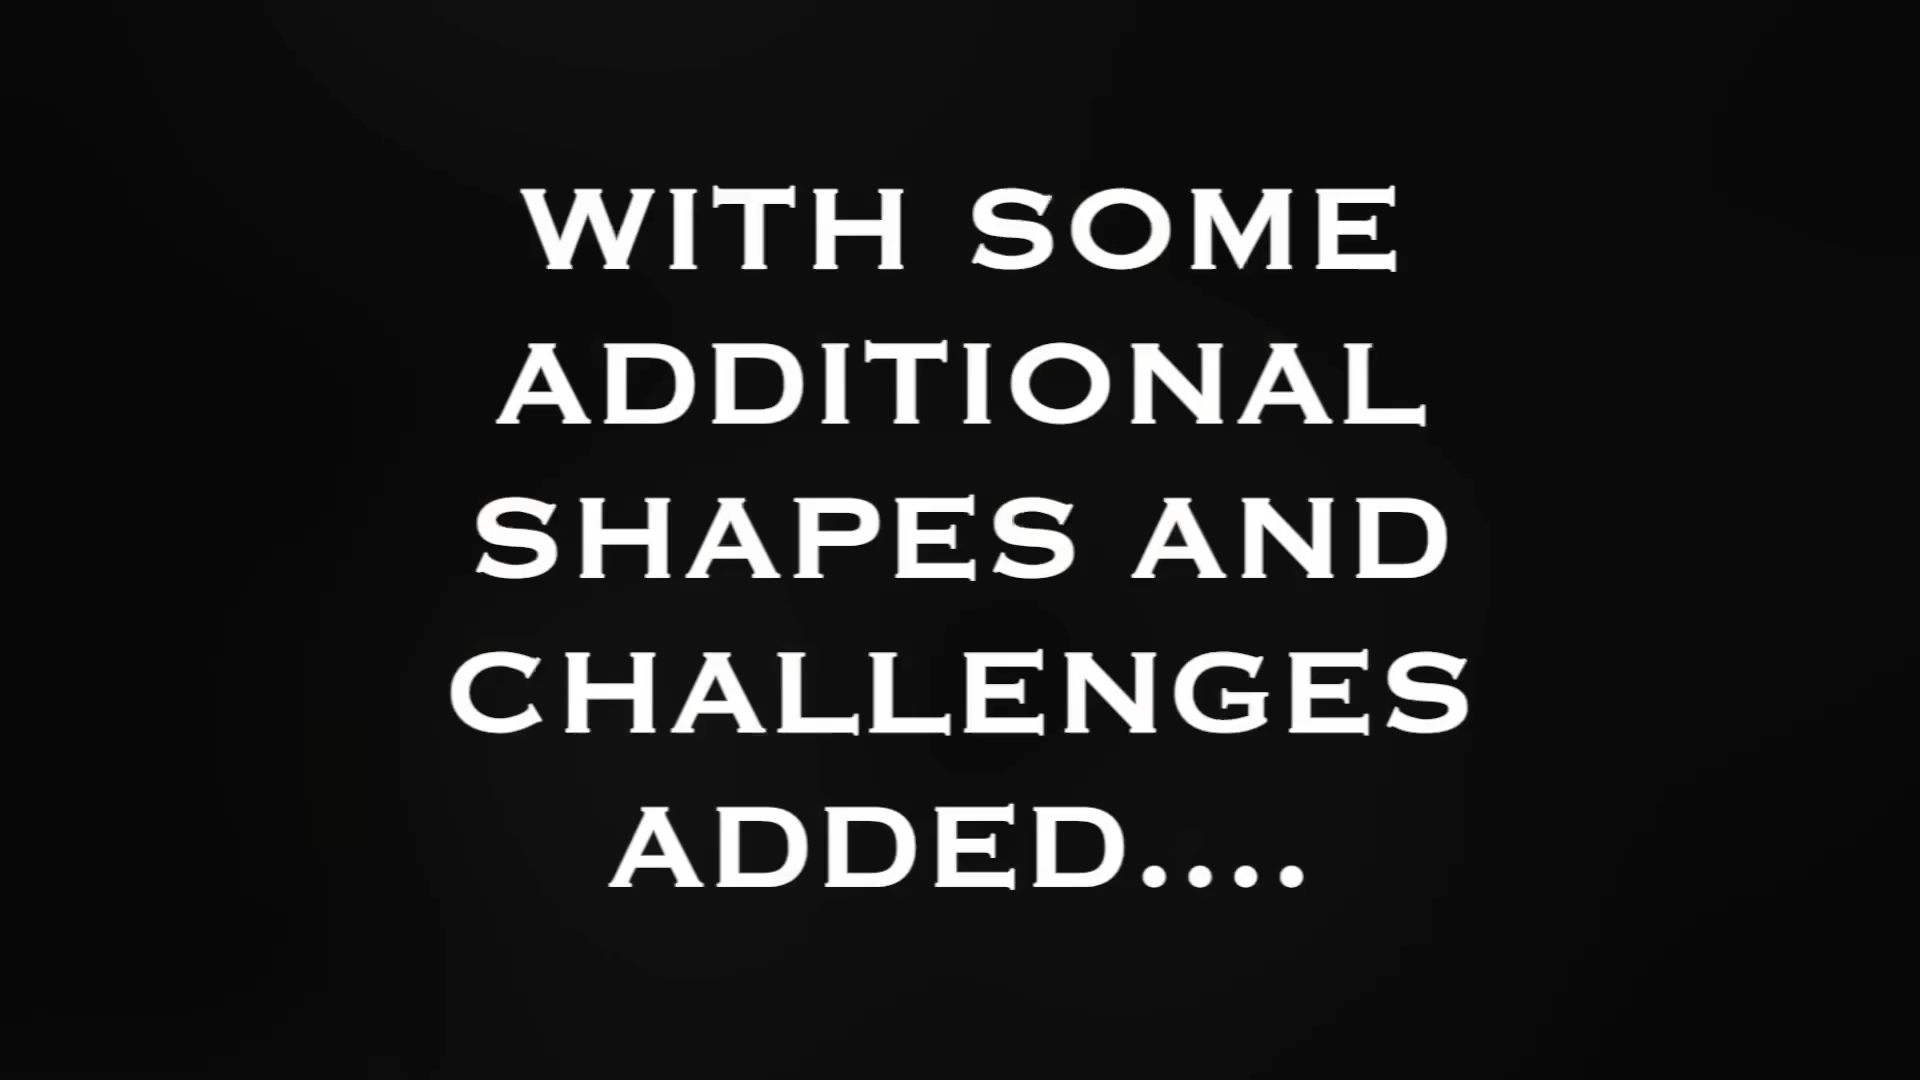 WITH SOME
ADDITIONAL
SHAPES AND
CHALLENGES
ADDED....